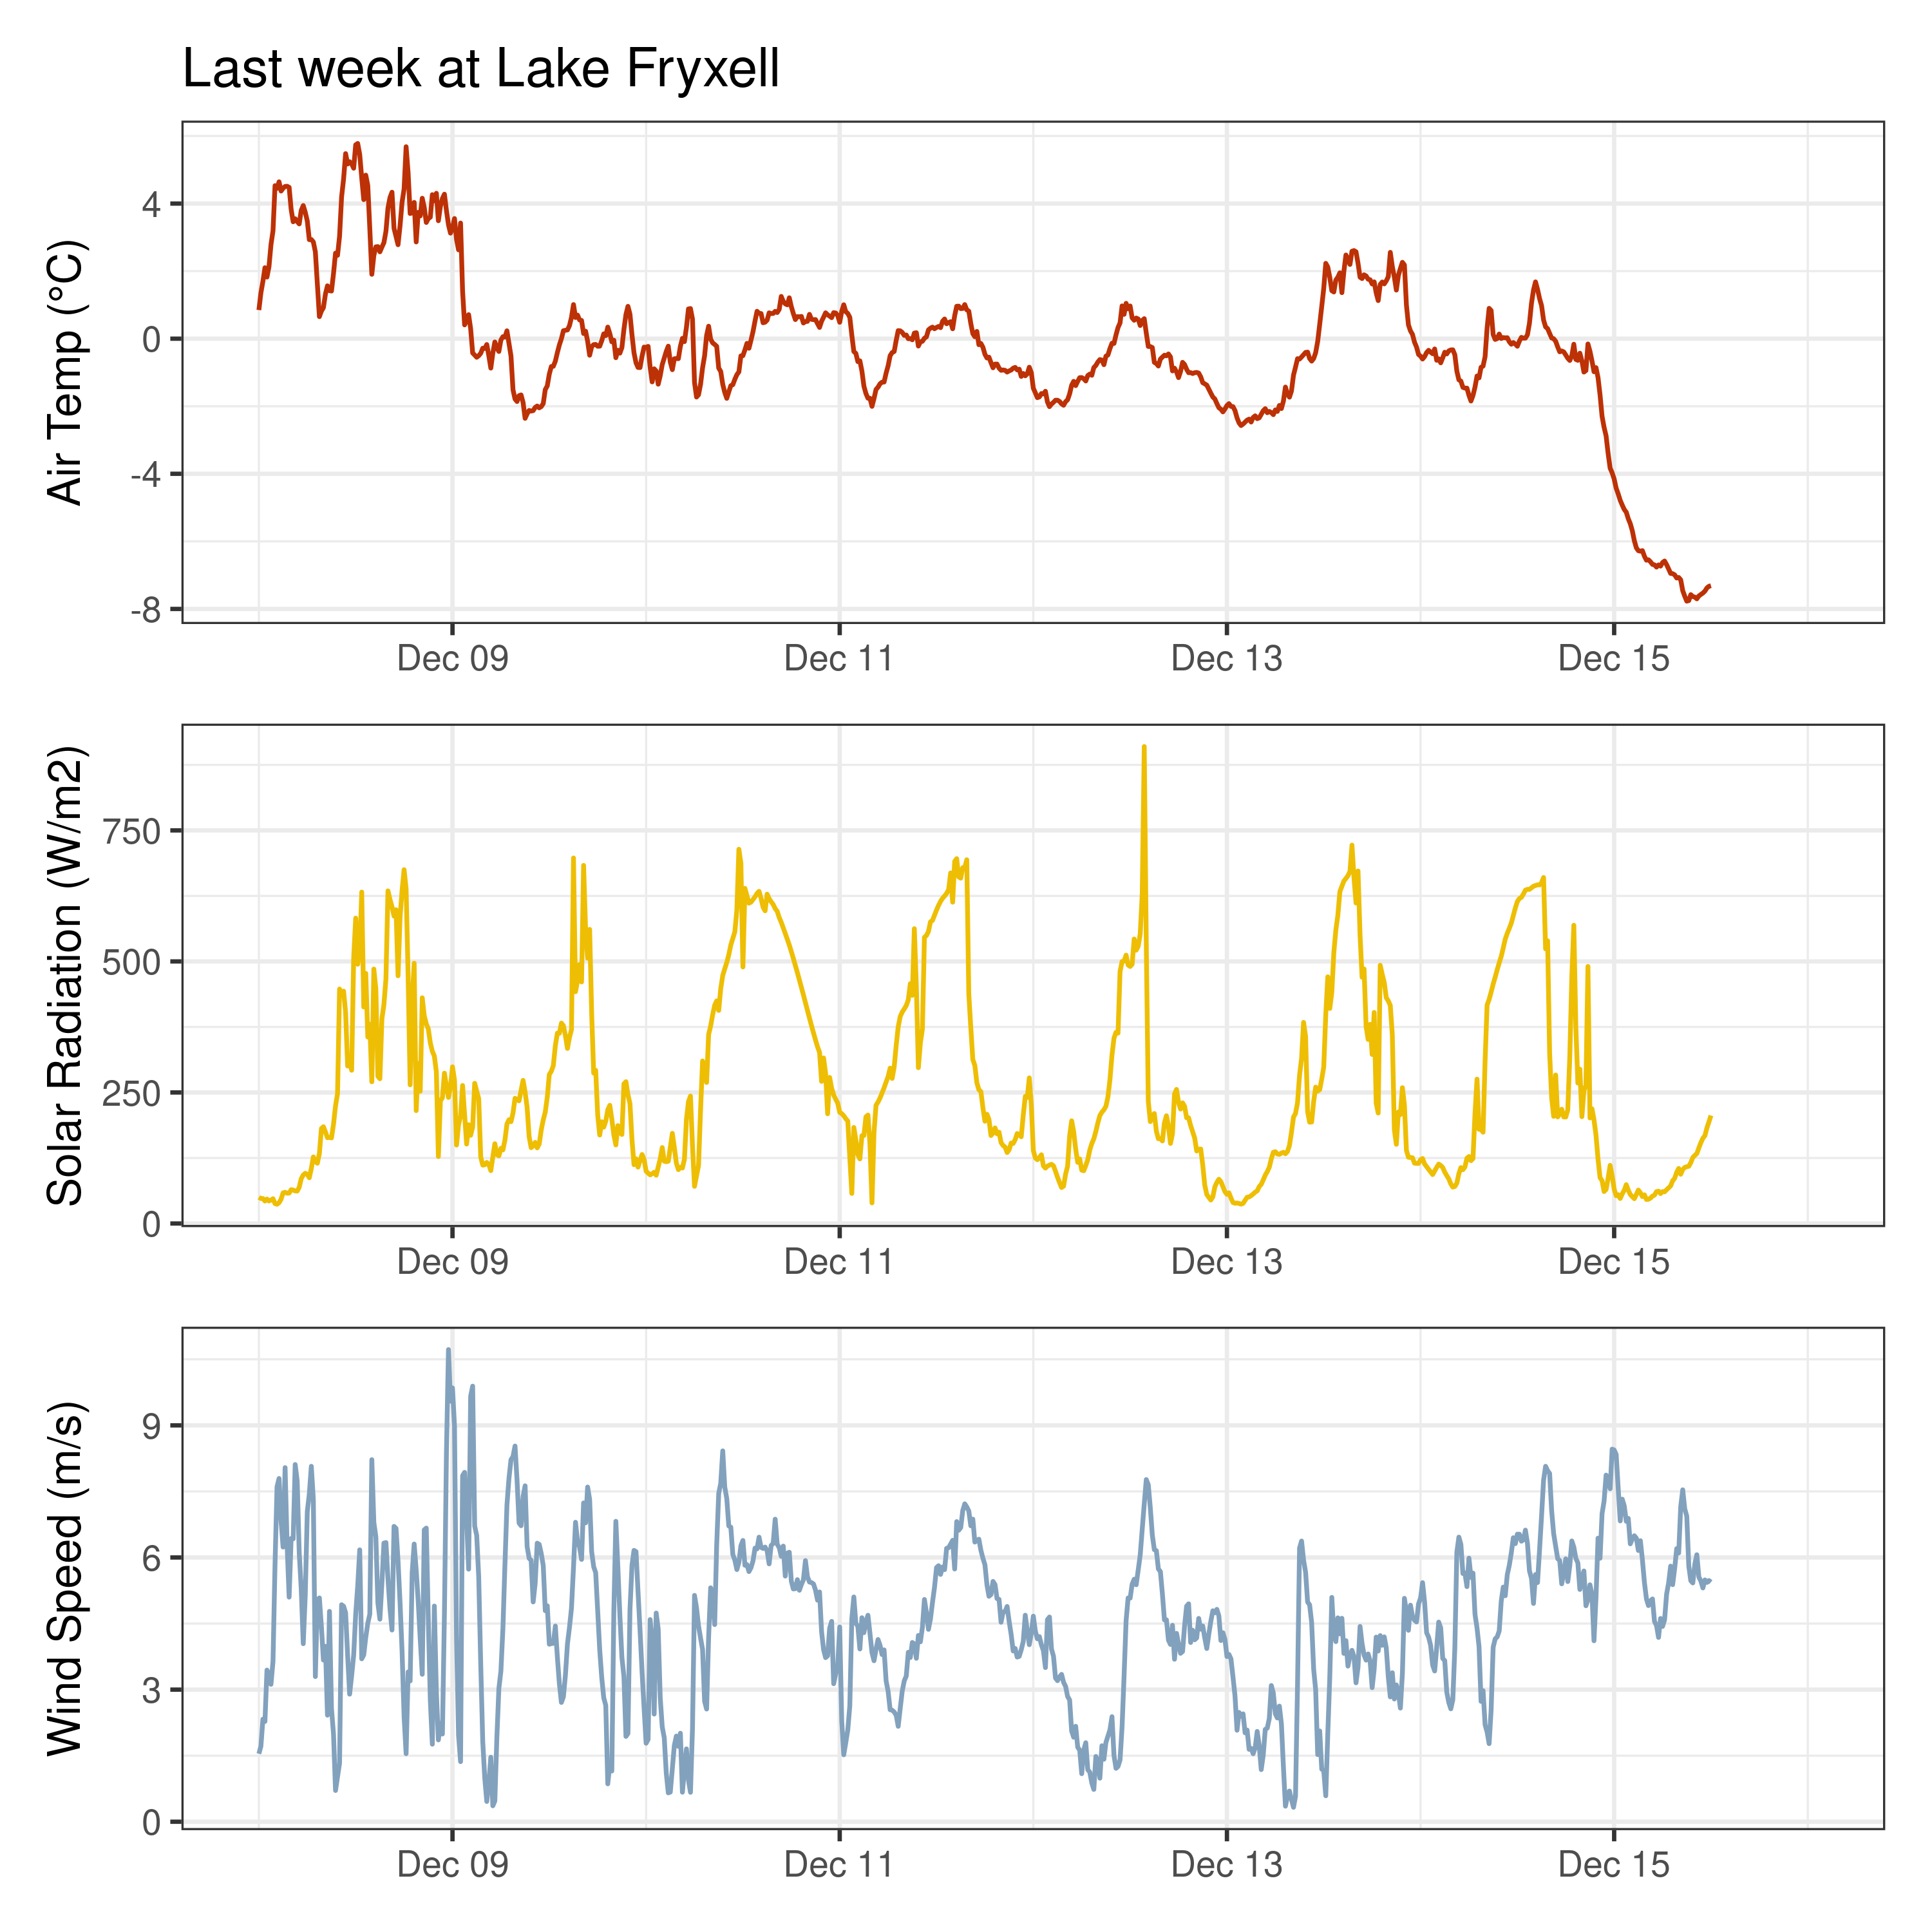 Last week at Lake Fryxell
Air Temp (°C)
4
0
-4
-8
Dec 09 Dec 11 Dec 13 Dec 15
Solar Radiation (W/m2)
750
500
250
0
Dec 09 Dec 11 Dec 13 Dec 15
Wind Speed (m/s)
9
6
3
0
Dec 09 Dec 11 Dec 13 Dec 15